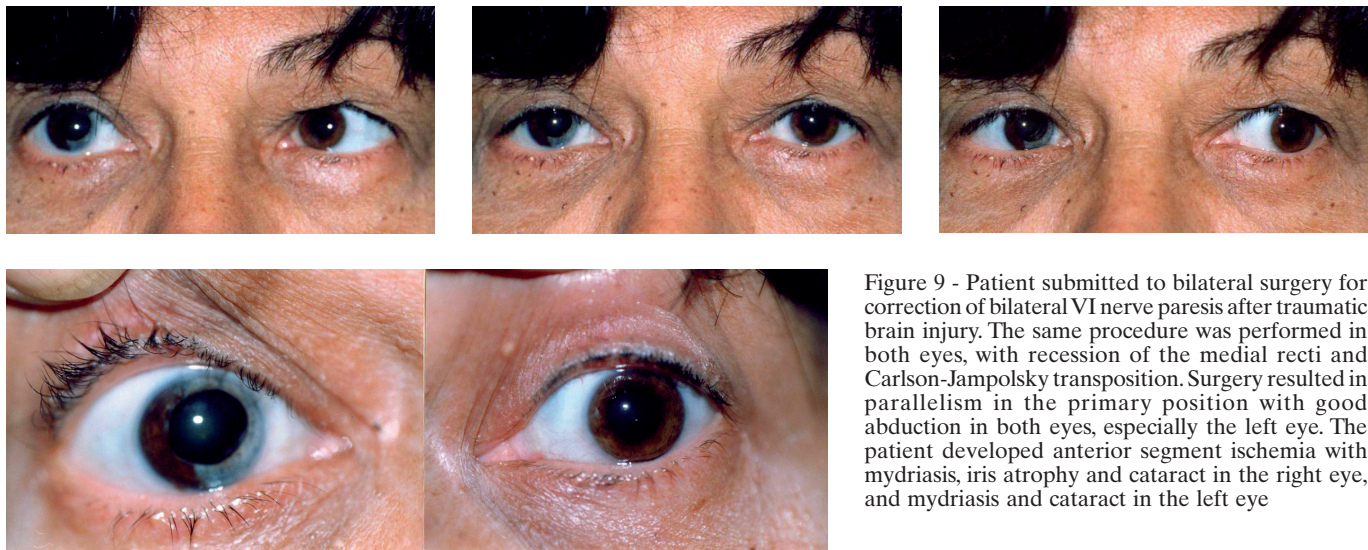 Figure 9 - Patient submitted to bilateral surgery for
correction of bilateral VI nerve paresis after traumatic
brain injury. The same procedure was performed in
both eyes, with recession of the medial recti and
Carlson-Jampolsky transposition. Surgery resulted in
parallelism in the primary position with good
abduction in both eyes, especially the left eye. The
patient developed anterior segment ischemia with
mydriasis, iris atrophy and cataract in the right eye,
and mydriasis and cataract in the left eye